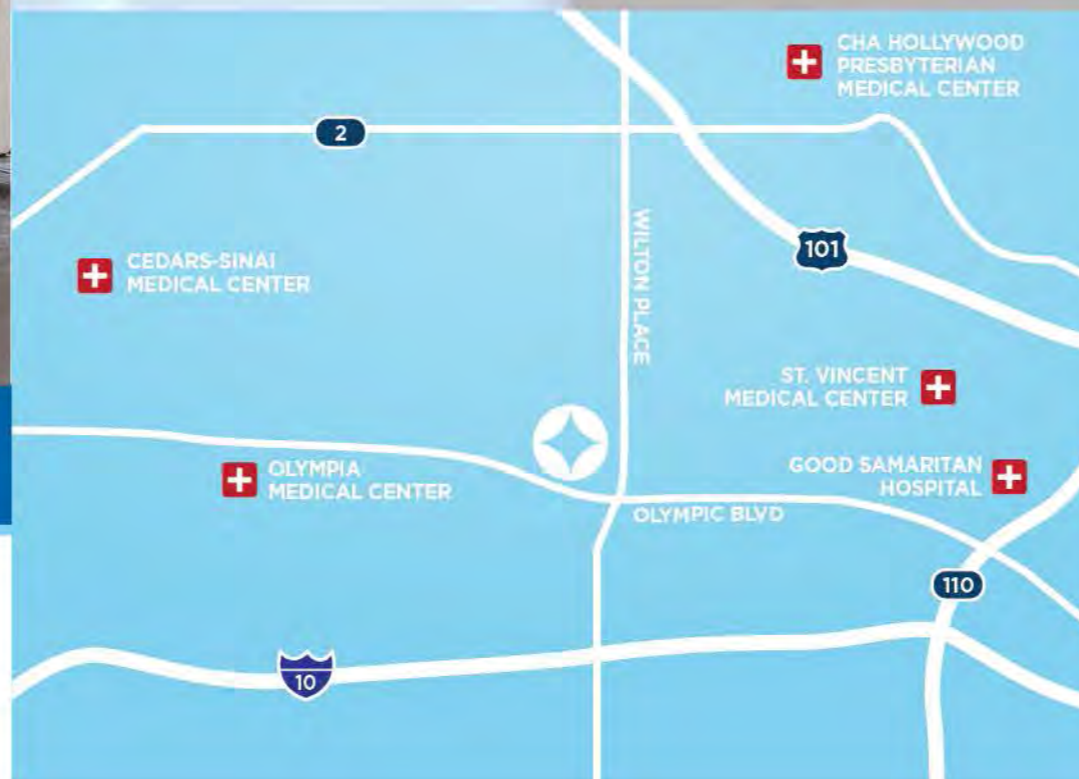 CHA HOLLYWOOD
PRESBYTERIAN
MEDICAL CENTER
2
WILTON PLACE
101
CEDARS-SINAI
MEDICAL CENTER
ST. VINCENT
MEDICAL CENTER
OLYMPIA
MEDICAL CENTER
GOOD SAMARITAN
HOSPITAL
OLYMPIC BLVD
110
10